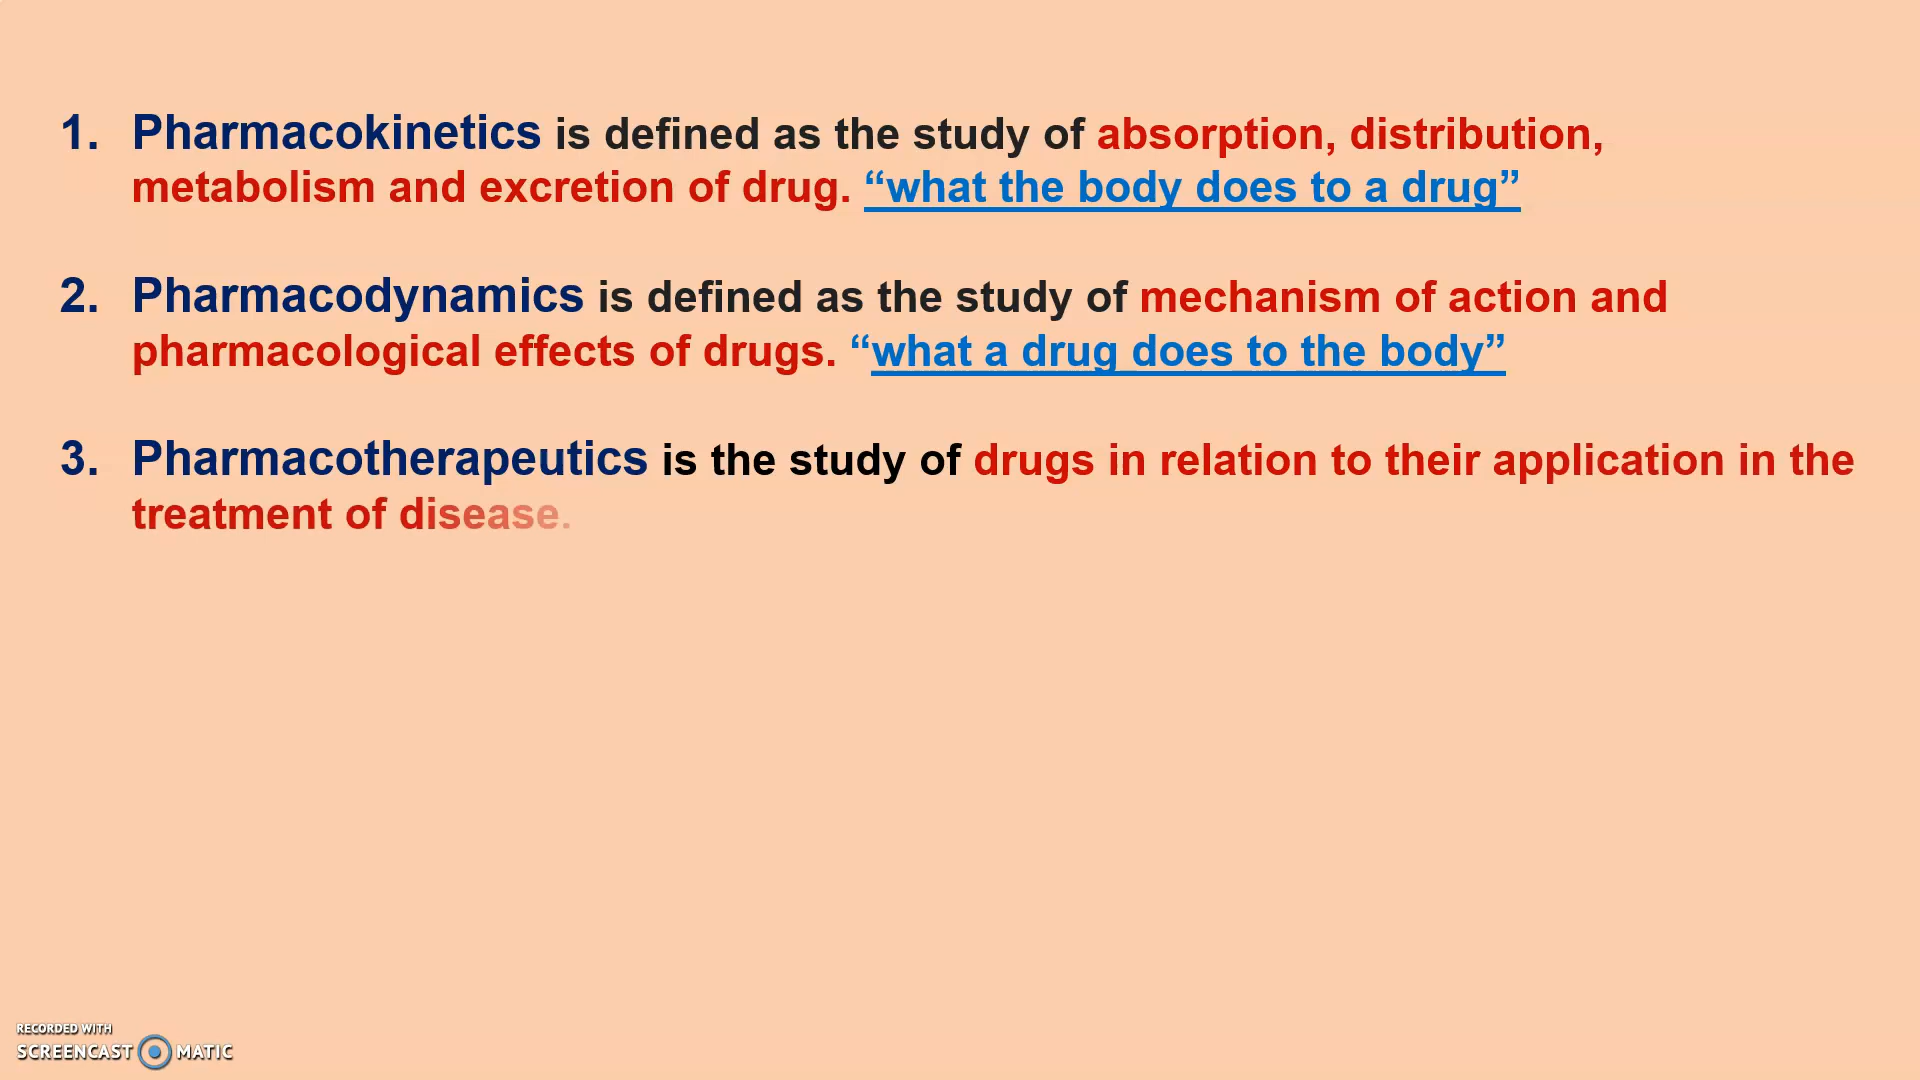 1. Pharmacokinetics is defined as the study of absorption, distribution,
metabolism and excretion of drug. “what the body does to a drug”
2. Pharmacodynamics is defined as the study of mechanism of action and
pharmacological effects of drugs. “what a drug does to the body”
3. Pharmacotherapeutics is the study of drugs in relation to their application in the
treatment of disease.
RECORDED WITH
SCREENCAST MATIC